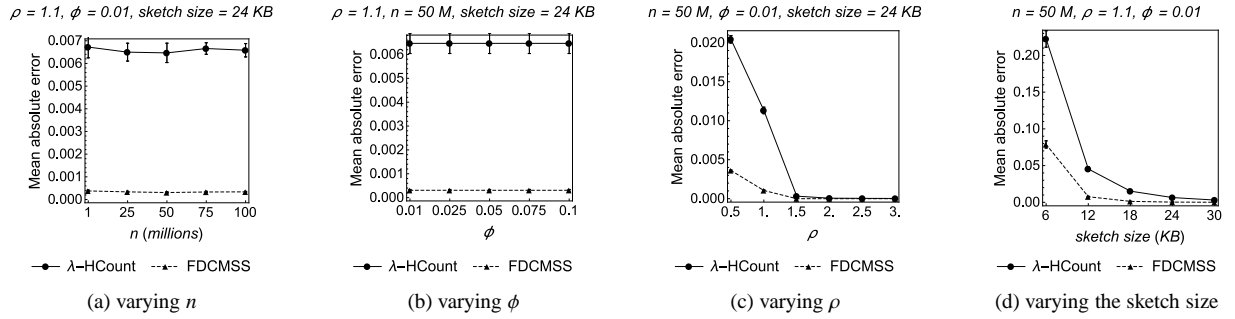 ρ = 1.1, ϕ = 0.01, sketch size = 24 KB
Mean absolute error
0.007
0.006
0.005
0.004
0.003
0.002
0.001
0.000
1 25 50 75 100
n (millions)
λ−HCount FDCMSS
(a) varying n
ρ = 1.1, n = 50 M, sketch size = 24 KB
Mean absolute error
0.006
0.005
0.004
0.003
0.002
0.001
0.000
0.01 0.025 0.05 0.075 0.1
ϕ
λ−HCount FDCMSS
(b) varying ϕ
n = 50 M, ϕ = 0.01, sketch size = 24 KB
Mean absolute error
0.020
0.015
0.010
0.005
0.000
0.5 1. 1.5 2. 2.5 3.
ρ
λ−HCount FDCMSS
(c) varying ρ
n = 50 M, ρ = 1.1, ϕ = 0.01
Mean absolute error
0.20
0.15
0.10
0.05
0.00
6 12 18 24 30
sketch size (KB)
λ−HCount FDCMSS
(d) varying the sketch size